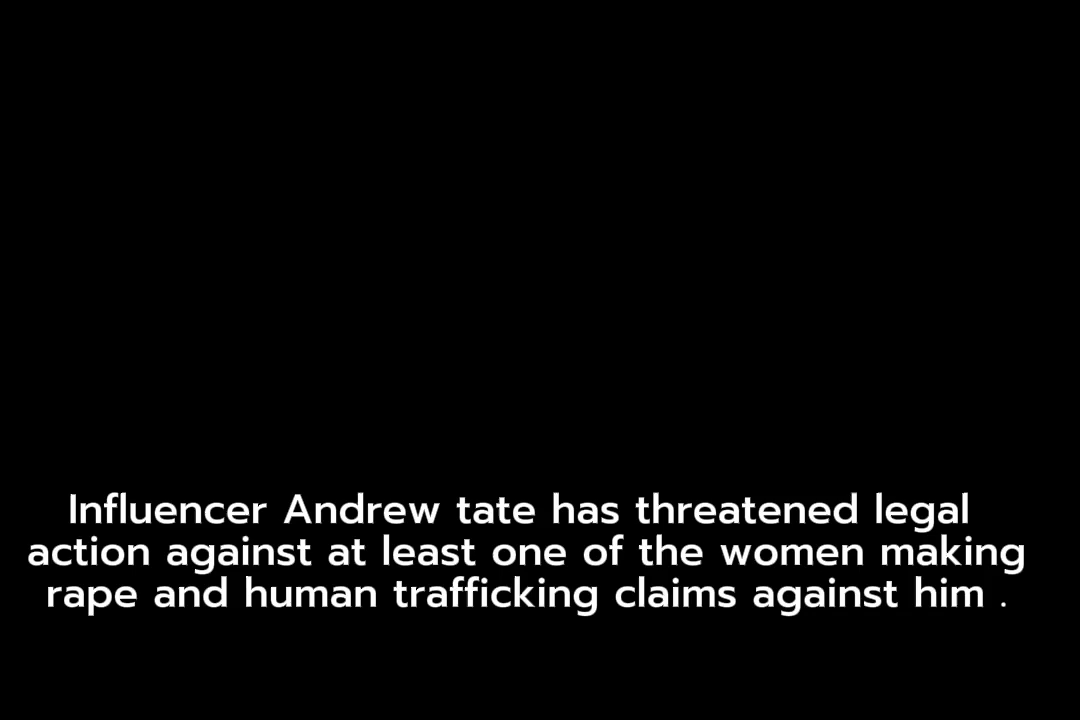 Influencer Andrew tate has threatened legal
action against at least one of the women making
rape and human trafficking claims against him .